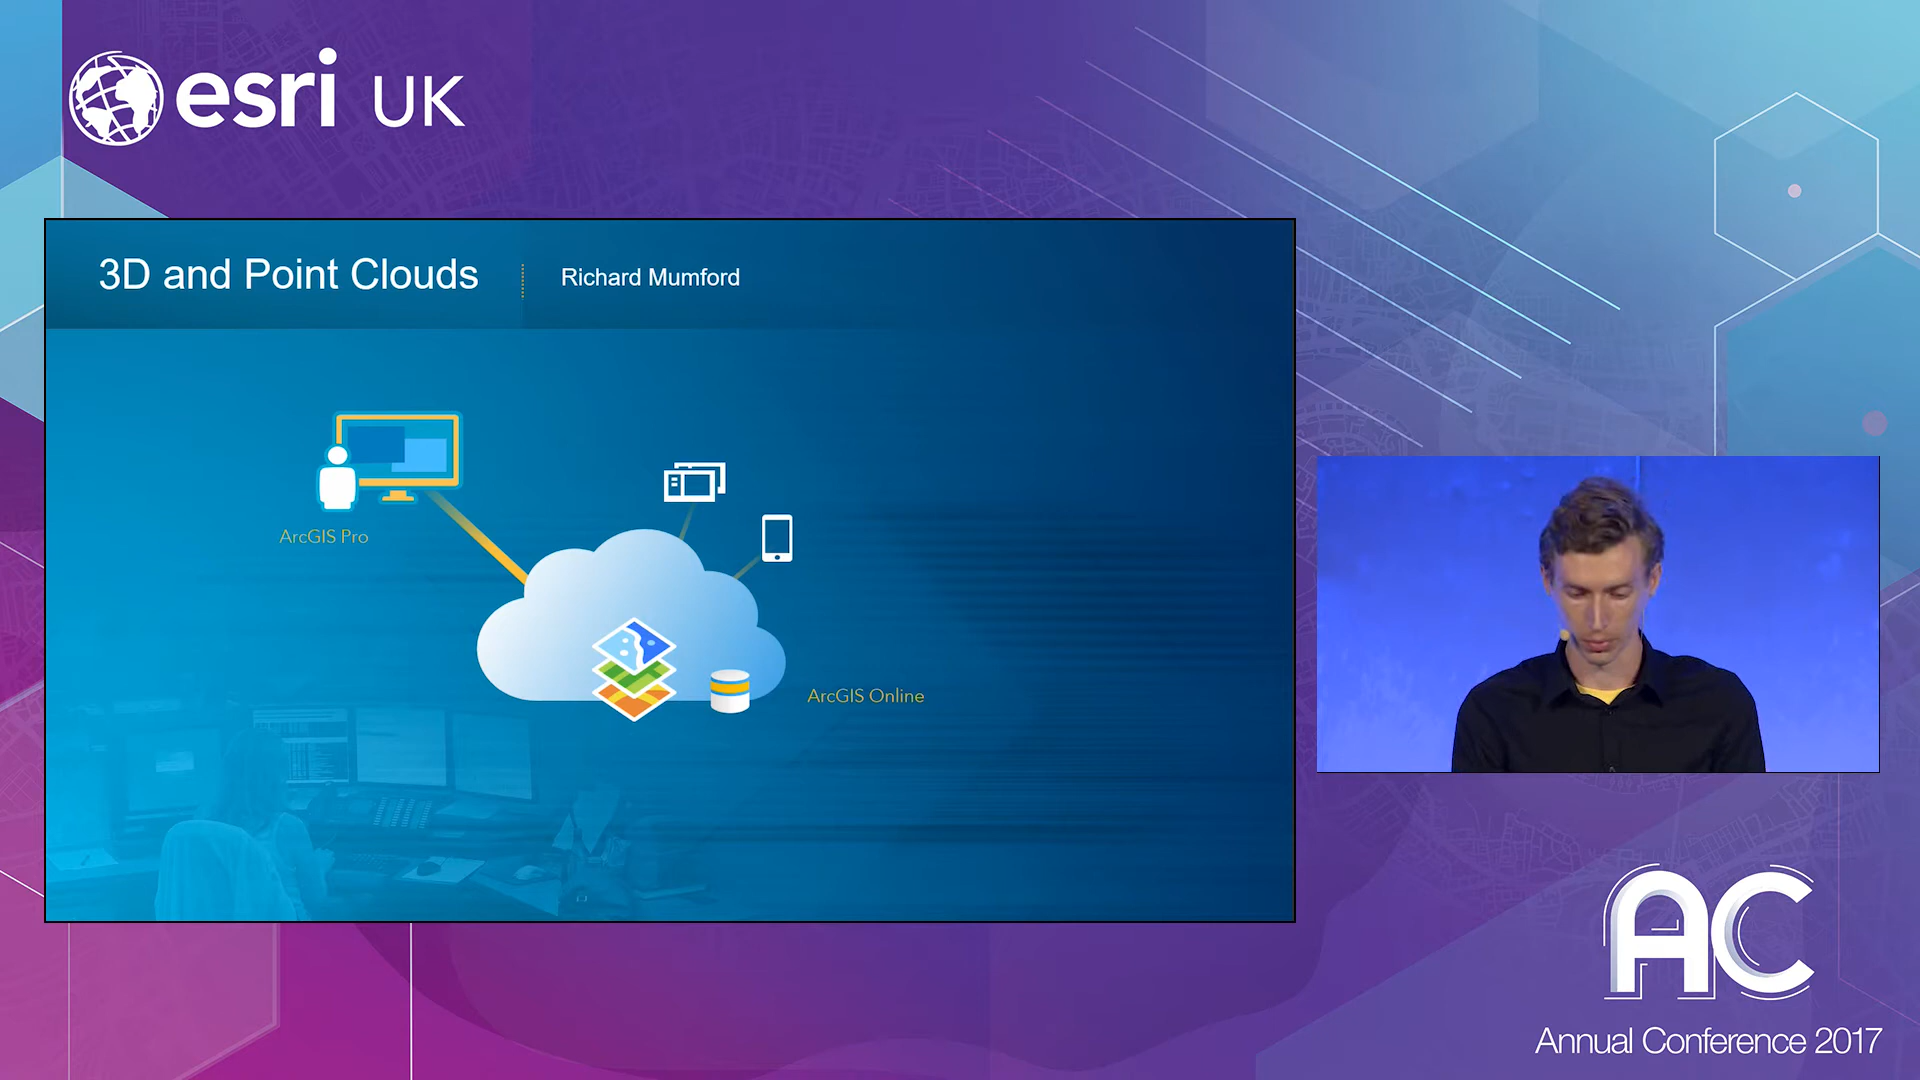 esri UK
3D and Point Clouds
Richard Mumford
ArcGIS Pro
ArcGIS Online
AC
Annual Conference 2017